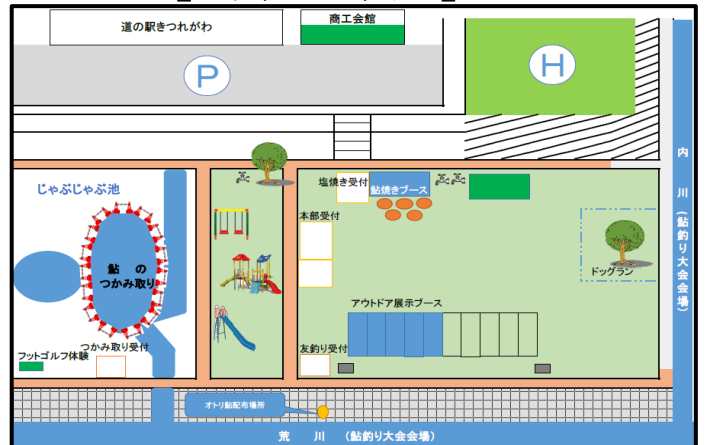 道の駅きつれがわ
商工会館
P
H
じゃぶじゃぶ池
鮎 の
つかみ取り
塩焼き受付
鮎焼きブース
本部受付
ドッグラン
内 川 (鮎釣り大会会場)
アウトドア展示ブース
つかみ取り受付
フットゴルフ体験
友釣り受付
オトリ鮎配布場所
荒 川 (鮎釣り大会会場)